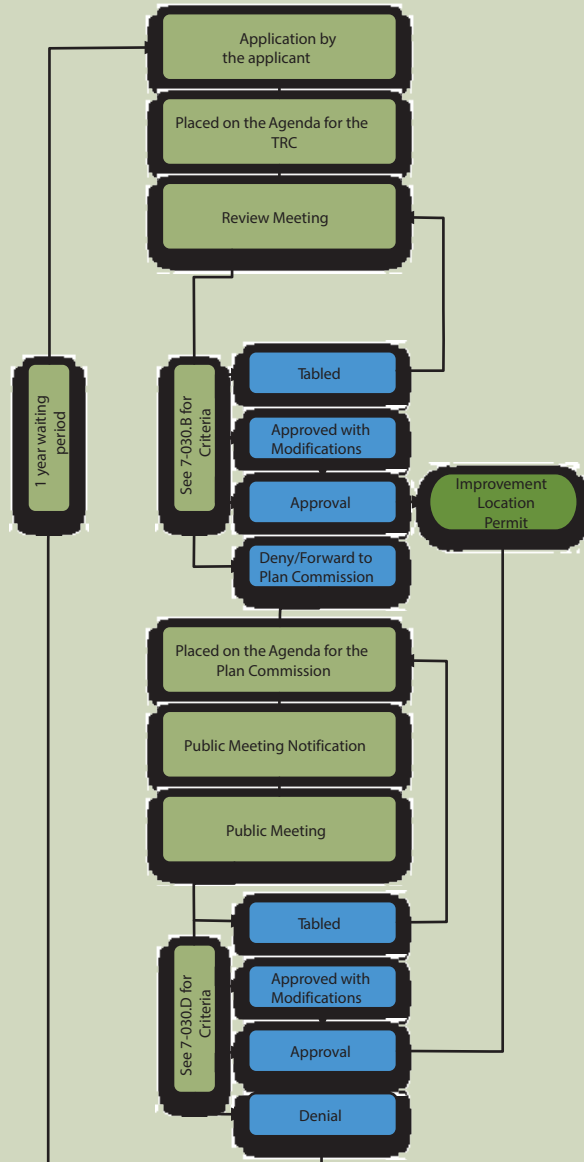 Application by
the applicant
Placed on the Agenda for the
TRC
Review Meeting
1 year waiting
period
See 7-030.B for
Criteria
Tabled
Approved with
Modifications
Approval
Improvement
Location
Permit
Deny/Forward to
Plan Commission
Placed on the Agenda for the
Plan Commission
Public Meeting Notification
Public Meeting
See 7-030.D for
Criteria
Tabled
Approved with
Modifications
Approval
Denial